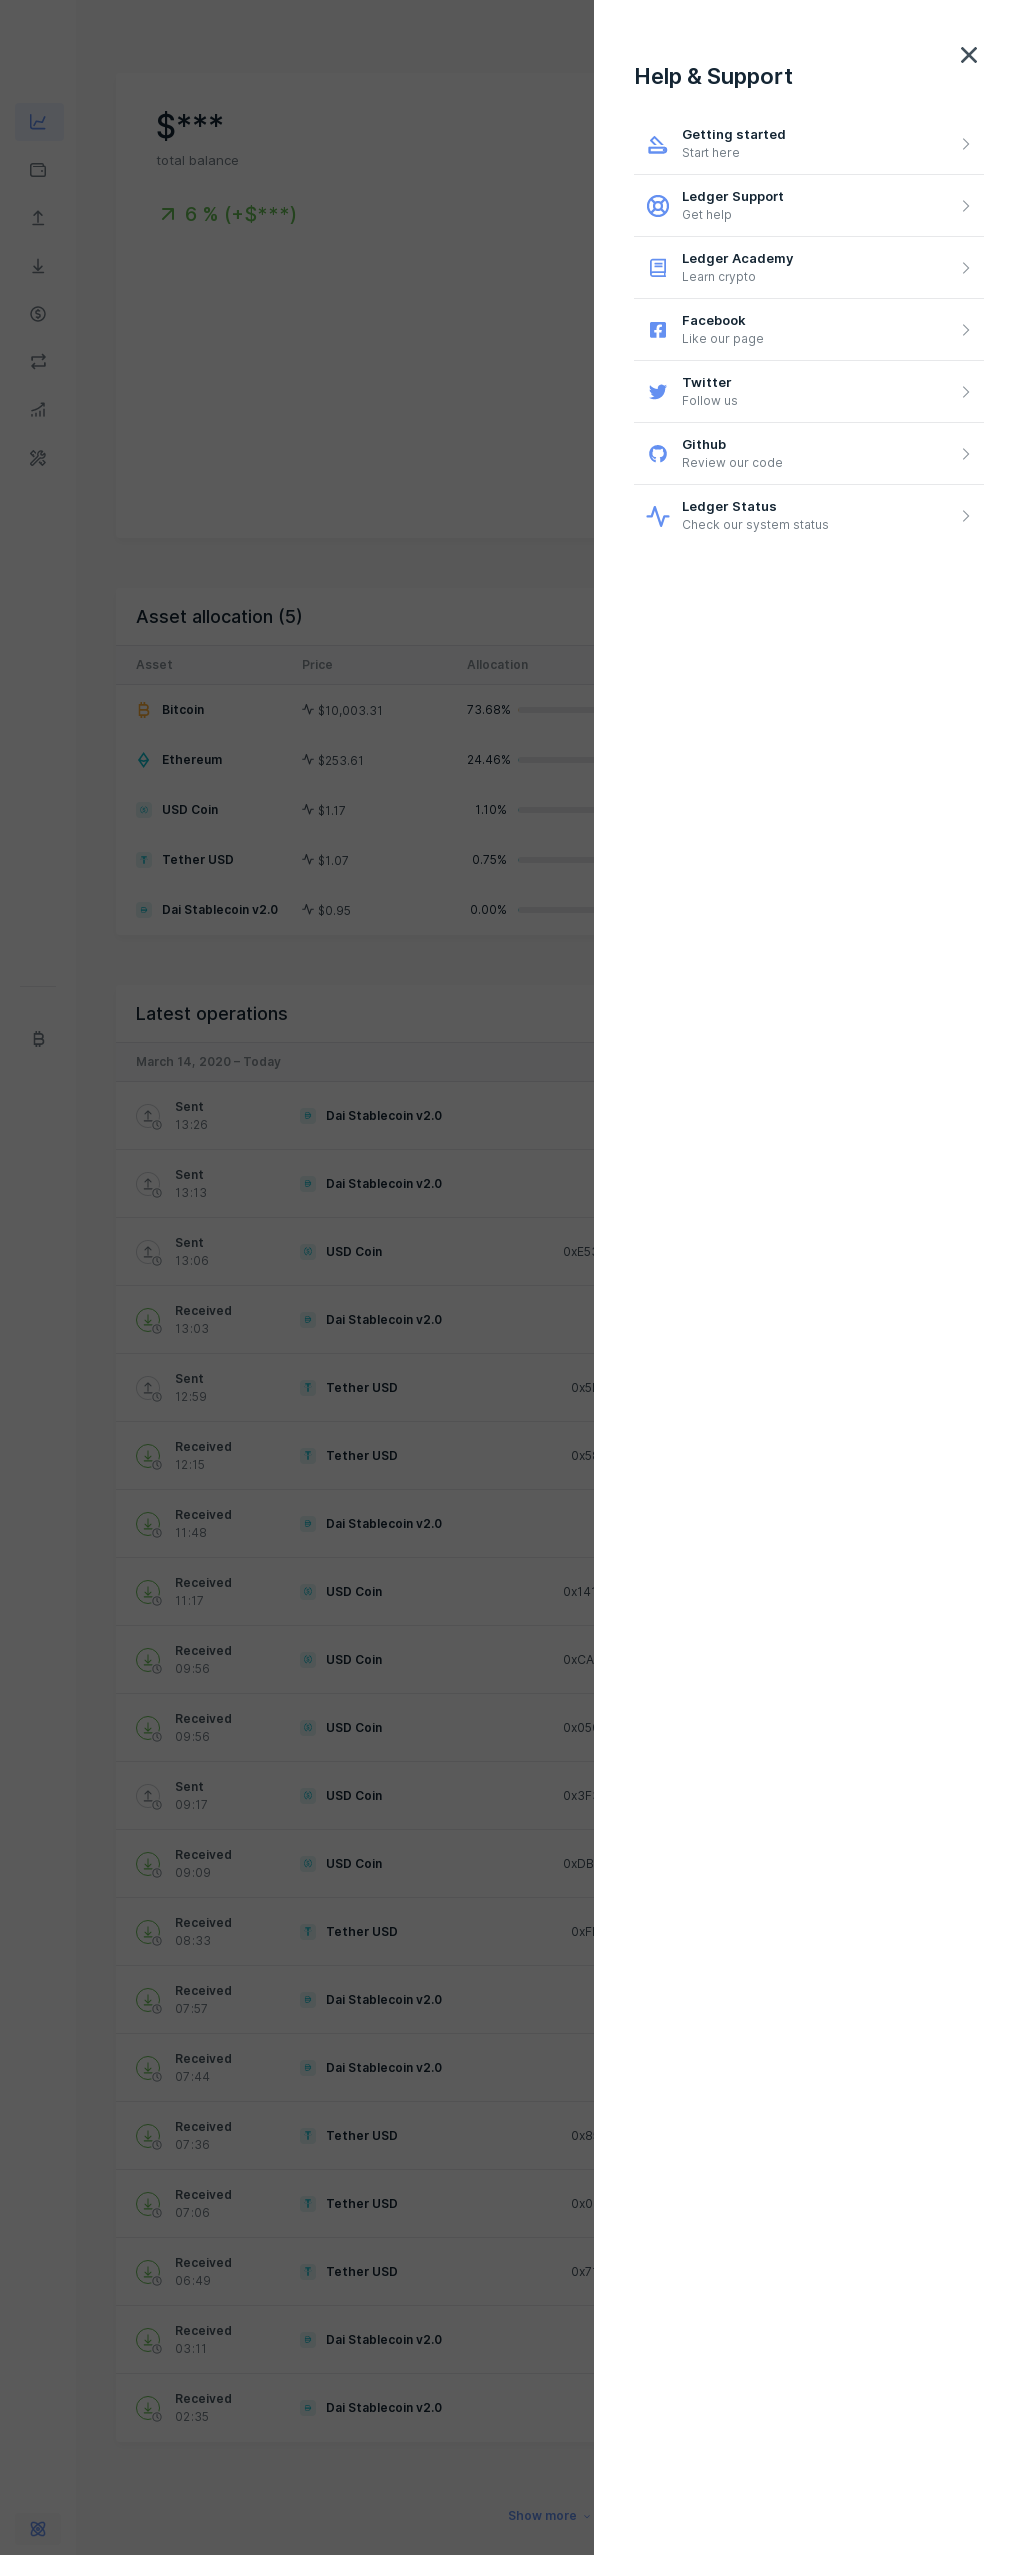 $***
total balance
6 % (+$***)
Asset allocation (5)
Asset Price Allocation
Bitcoin $10,003.31 73.68%
Ethereum $253.61 24.46%
USD Coin $1.17 1.10%
Tether USD $1.07 0.75%
Dai Stablecoin v2.0 $0.95 0.00%
Latest operations
March 14, 2020 – Today
Sent
13:26
Dai Stablecoin v2.0
Sent
13:13
Dai Stablecoin v2.0
Sent
13:06
USD Coin
0xE53
Received
13:03
Dai Stablecoin v2.0
Sent
12:59
Tether USD
0x5
Received
12:15
Tether USD
0x58
Received
11:48
Dai Stablecoin v2.0
Received
11:17
USD Coin
0x141
Received
09:56
USD Coin
0xCA
Received
09:56
USD Coin
0x05
Sent
09:17
USD Coin
0x3F
Received
09:09
USD Coin
0xDB
Received
08:33
Tether USD
0xF
Received
07:57
Dai Stablecoin v2.0
Received
07:44
Dai Stablecoin v2.0
Received
07:36
Tether USD
0x8
Received
07:06
Tether USD
0x0
Received
06:49
Tether USD
0x7
Received
03:11
Dai Stablecoin v2.0
Received
02:35
Dai Stablecoin v2.0
Show more
Help & Support
Getting started
Start here
Ledger Support
Get help
Ledger Academy
Learn crypto
Facebook
Like our page
Twitter
Follow us
Github
Review our code
Ledger Status
Check our system status